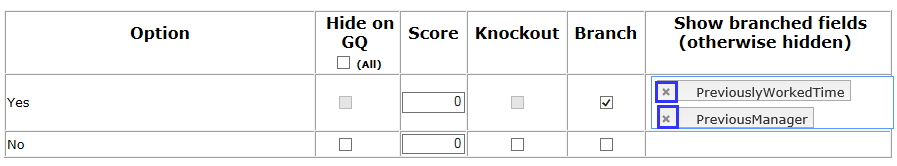 Option Hide on GQ (All) Score Knockout Branch Show branched fields (otherwise hidden)
Yes 0 PreviouslyWorkedTime
PreviousManager
No 0